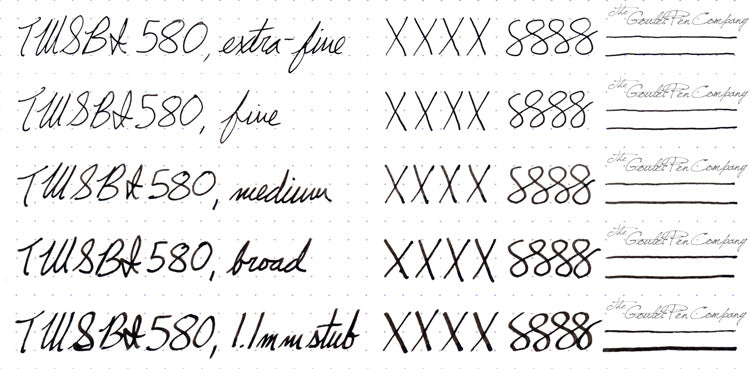 TWSBI 580, extra-fine XXXX 8888 The Goulet Pen Company
TWSBI 580, fine XXXX 8888 The Goulet Pen Company
TWSBI 580, medium XXXX 8888 The Goulet Pen Company
TWSBI 580, broad XXXX 8888 The Goulet Pen Company
TWSBI 580, 1.1mm stub XXXX 8888 The Goulet Pen Company